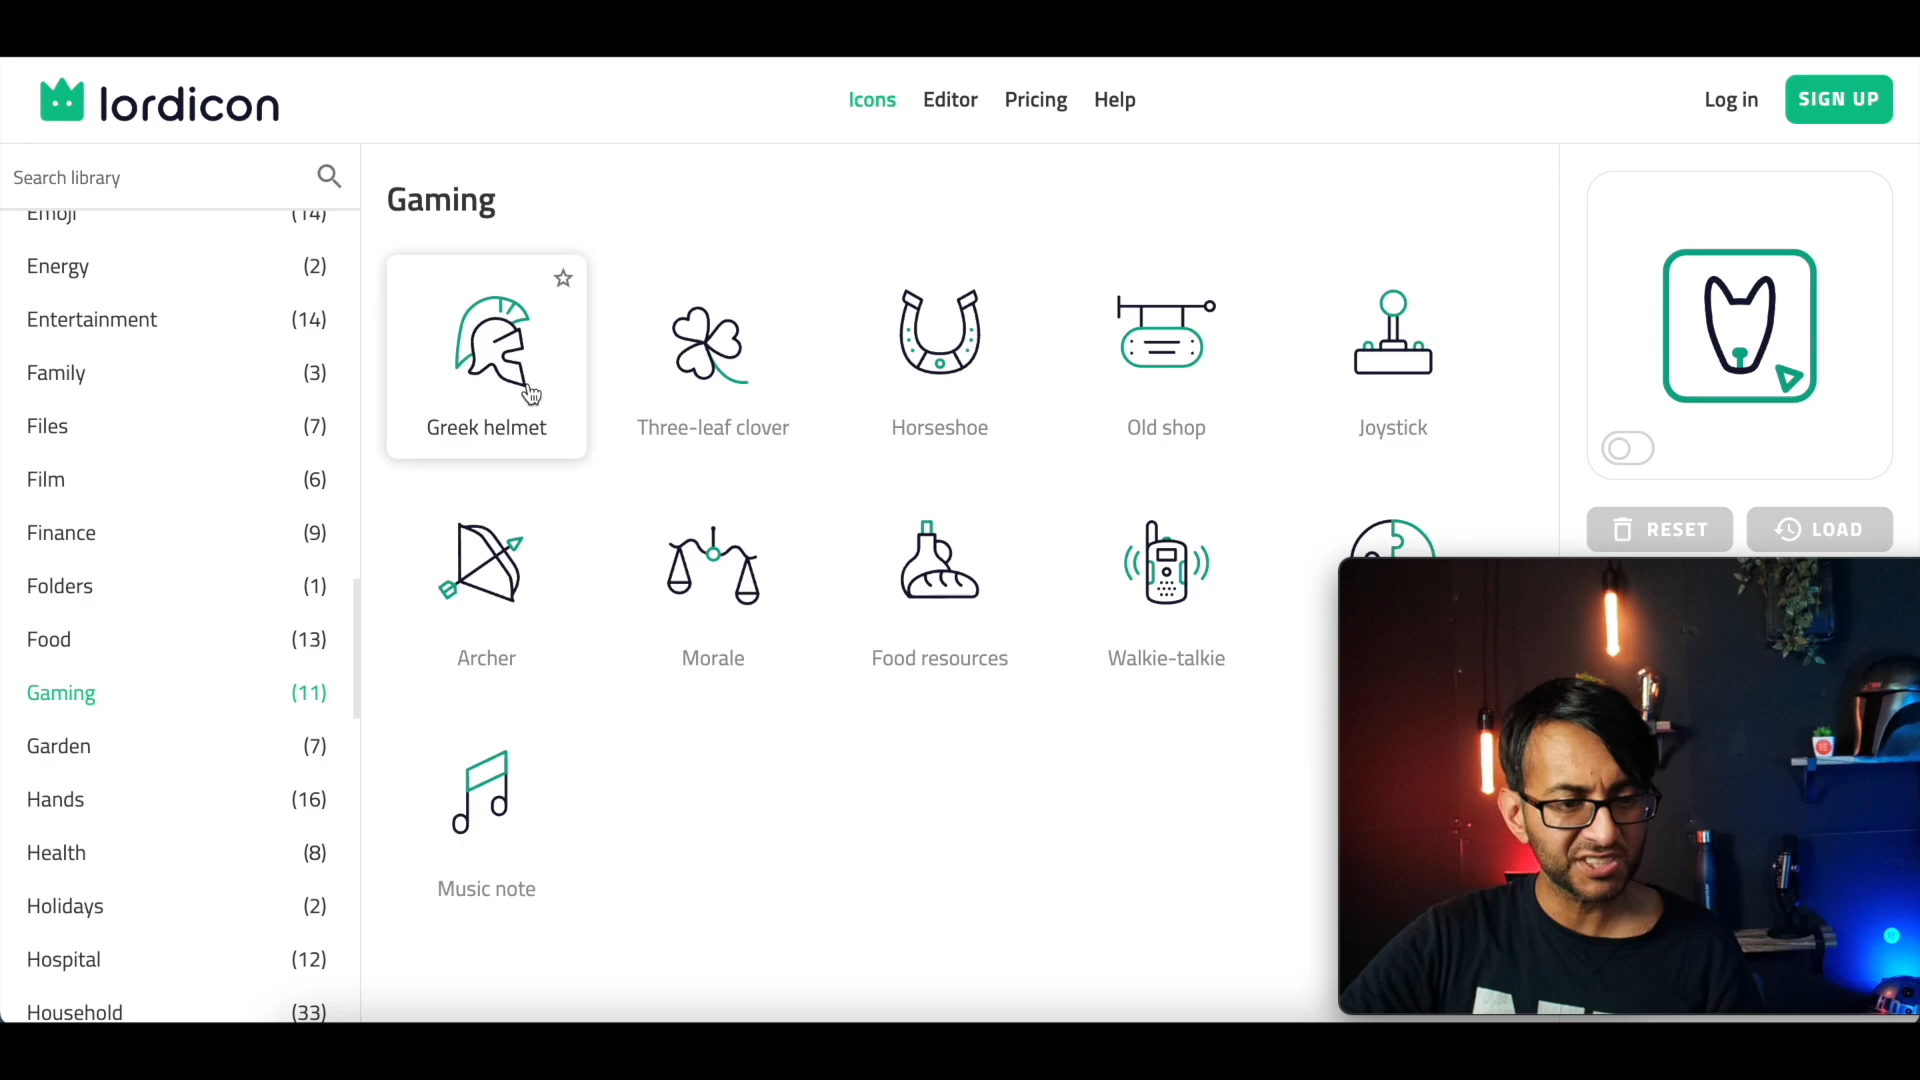 lordicon
Icons Editor Pricing Help
Log in
SIGN UP
Search library
Emoji (14)
Energy (2)
Entertainment (14)
Family (3)
Files (7)
Film (6)
Finance (9)
Folders (1)
Food (13)
Gaming (11)
Garden (7)
Hands (16)
Health (8)
Holidays (2)
Hospital (12)
Household (33)
Gaming
Greek helmet
Three-leaf clover
Horseshoe
Old shop
Joystick
Archer
Morale
Food resources
Walkie-talkie
Music note
RESET
LOAD